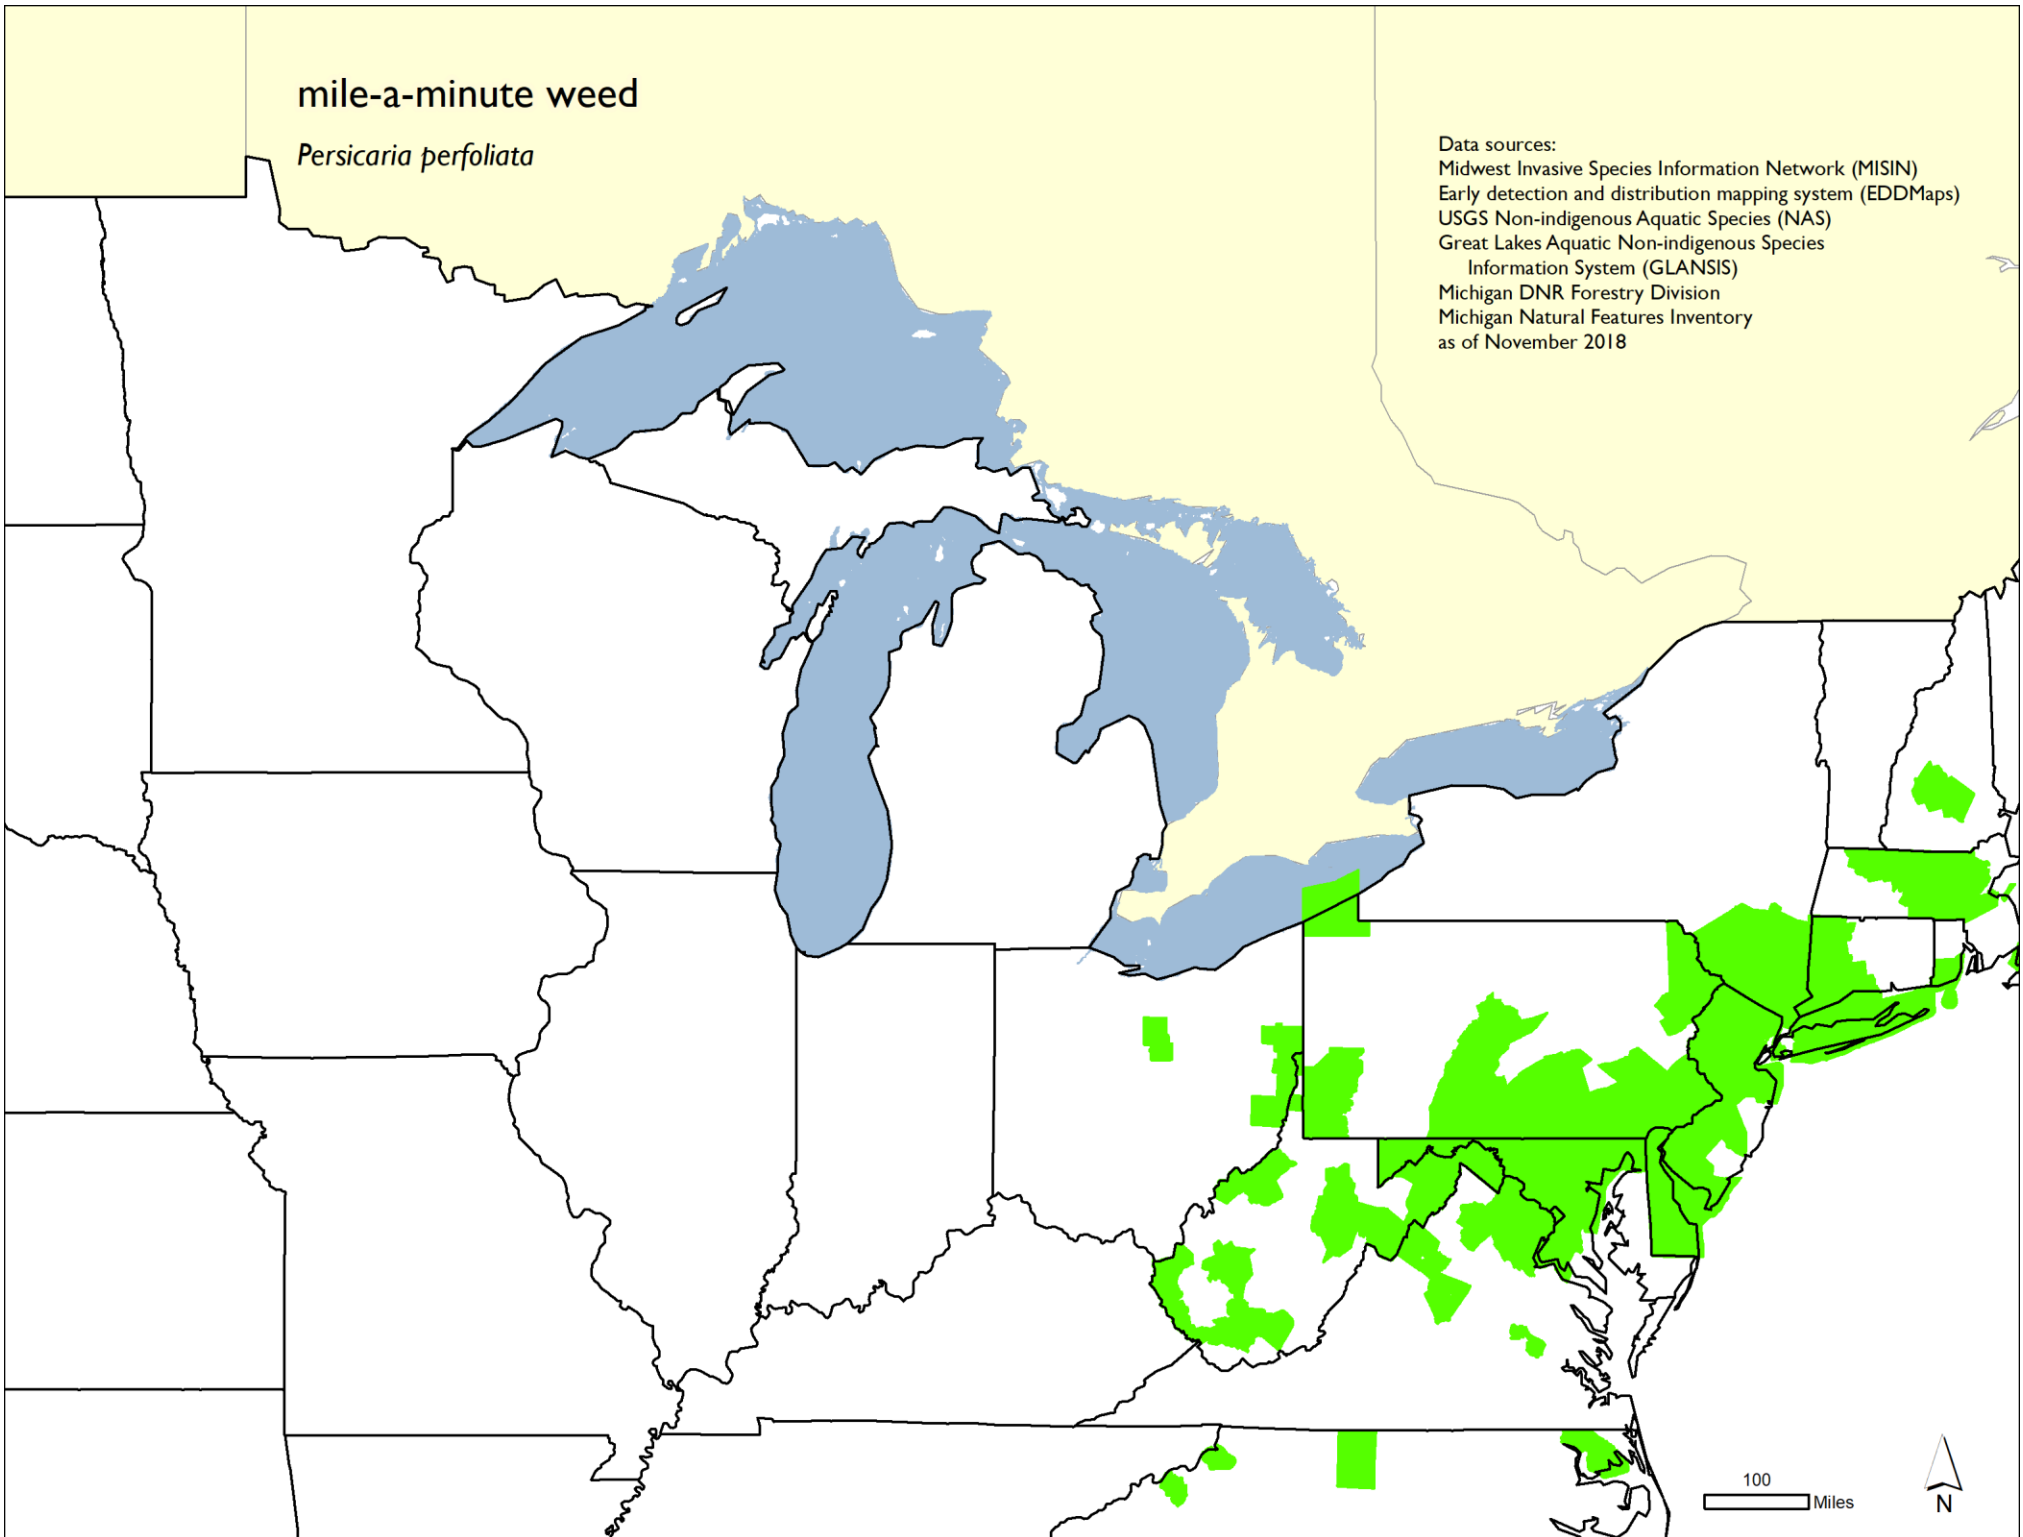 mile-a-minute weed
Persicaria perfoliata
Data sources:
Midwest Invasive Species Information Network (MISIN)
Early detection and distribution mapping system (EDDMaps)
USGS Non-indigenous Aquatic Species (NAS)
Great Lakes Aquatic Non-indigenous Species
Information System (GLANSIS)
Michigan DNR Forestry Division
Michigan Natural Features Inventory
as of November 2018
100
Miles
N